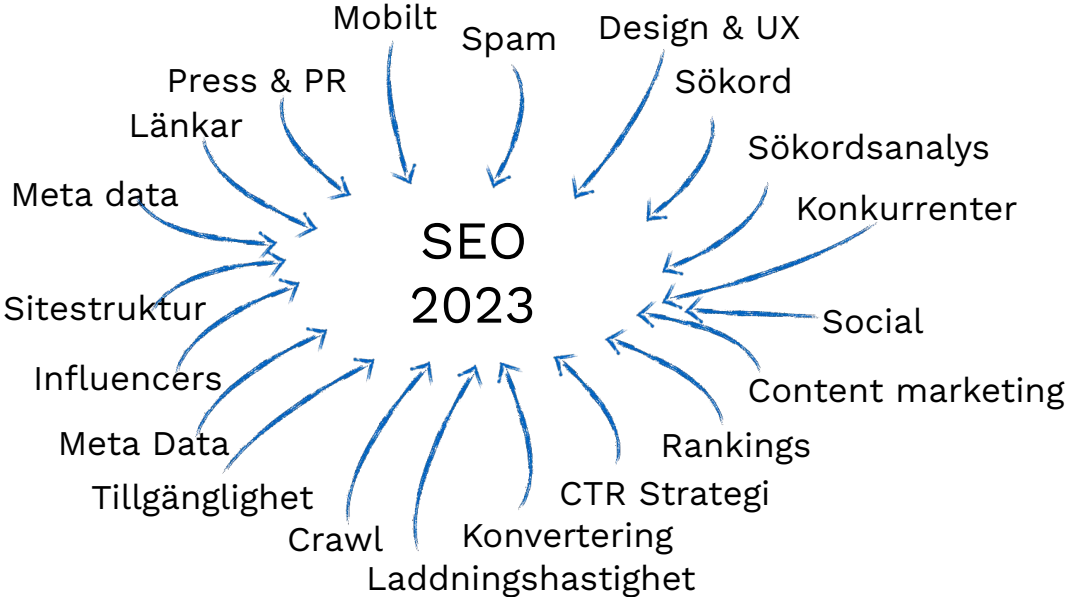 Mobilt
Spam
Design & UX
Press & PR
Sökord
Länkar
Sökordsanalys
Meta data
Konkurrenter
SEO
2023
Sitestruktur
Social
Influencers
Content marketing
Meta Data
Rankings
Tillgänglighet
CTR Strategi
Crawl
Konvertering
Laddningshastighet